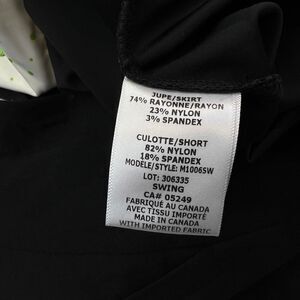 JUPE/SKIRT
74% RAYONNE/RAYON
23% NYLON
3% SPANDEX
CULOTTE/SHORT
82% NYLON
18% SPANDEX
MODELE/STYLE: M1006SW
LOT: 306335
SWING
CA# 05249
FABRIQUÉ AU CANADA
AVEC TISSU IMPORTÉ
MADE IN CANADA
WITH IMPORTED FABRIC